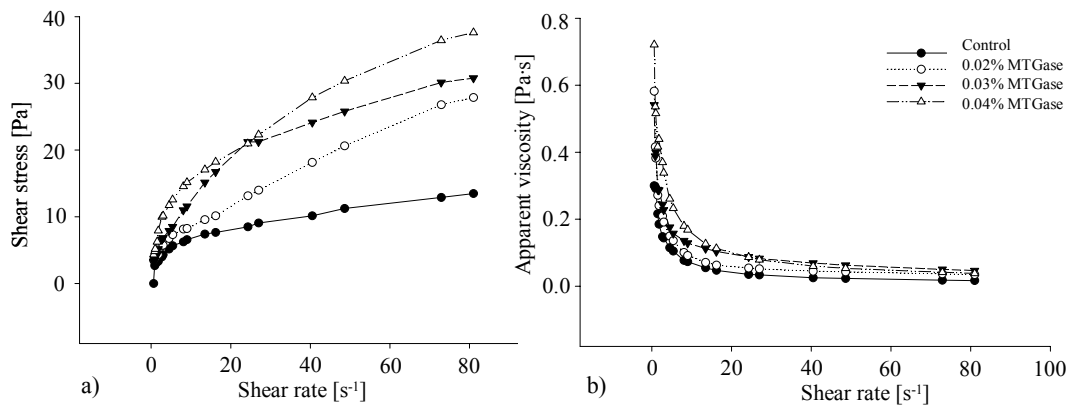 40
30
20
10
0
Shear stress [Pa]
0 20 40 60 80
a)
Shear rate [s-1]
0.8
0.6
0.4
0.2
0.0
Apparent viscosity [Pa·s]
Control
0.02% MTGase
0.03% MTGase
0.04% MTGase
0 20 40 60 80 100
b)
Shear rate [s-1]